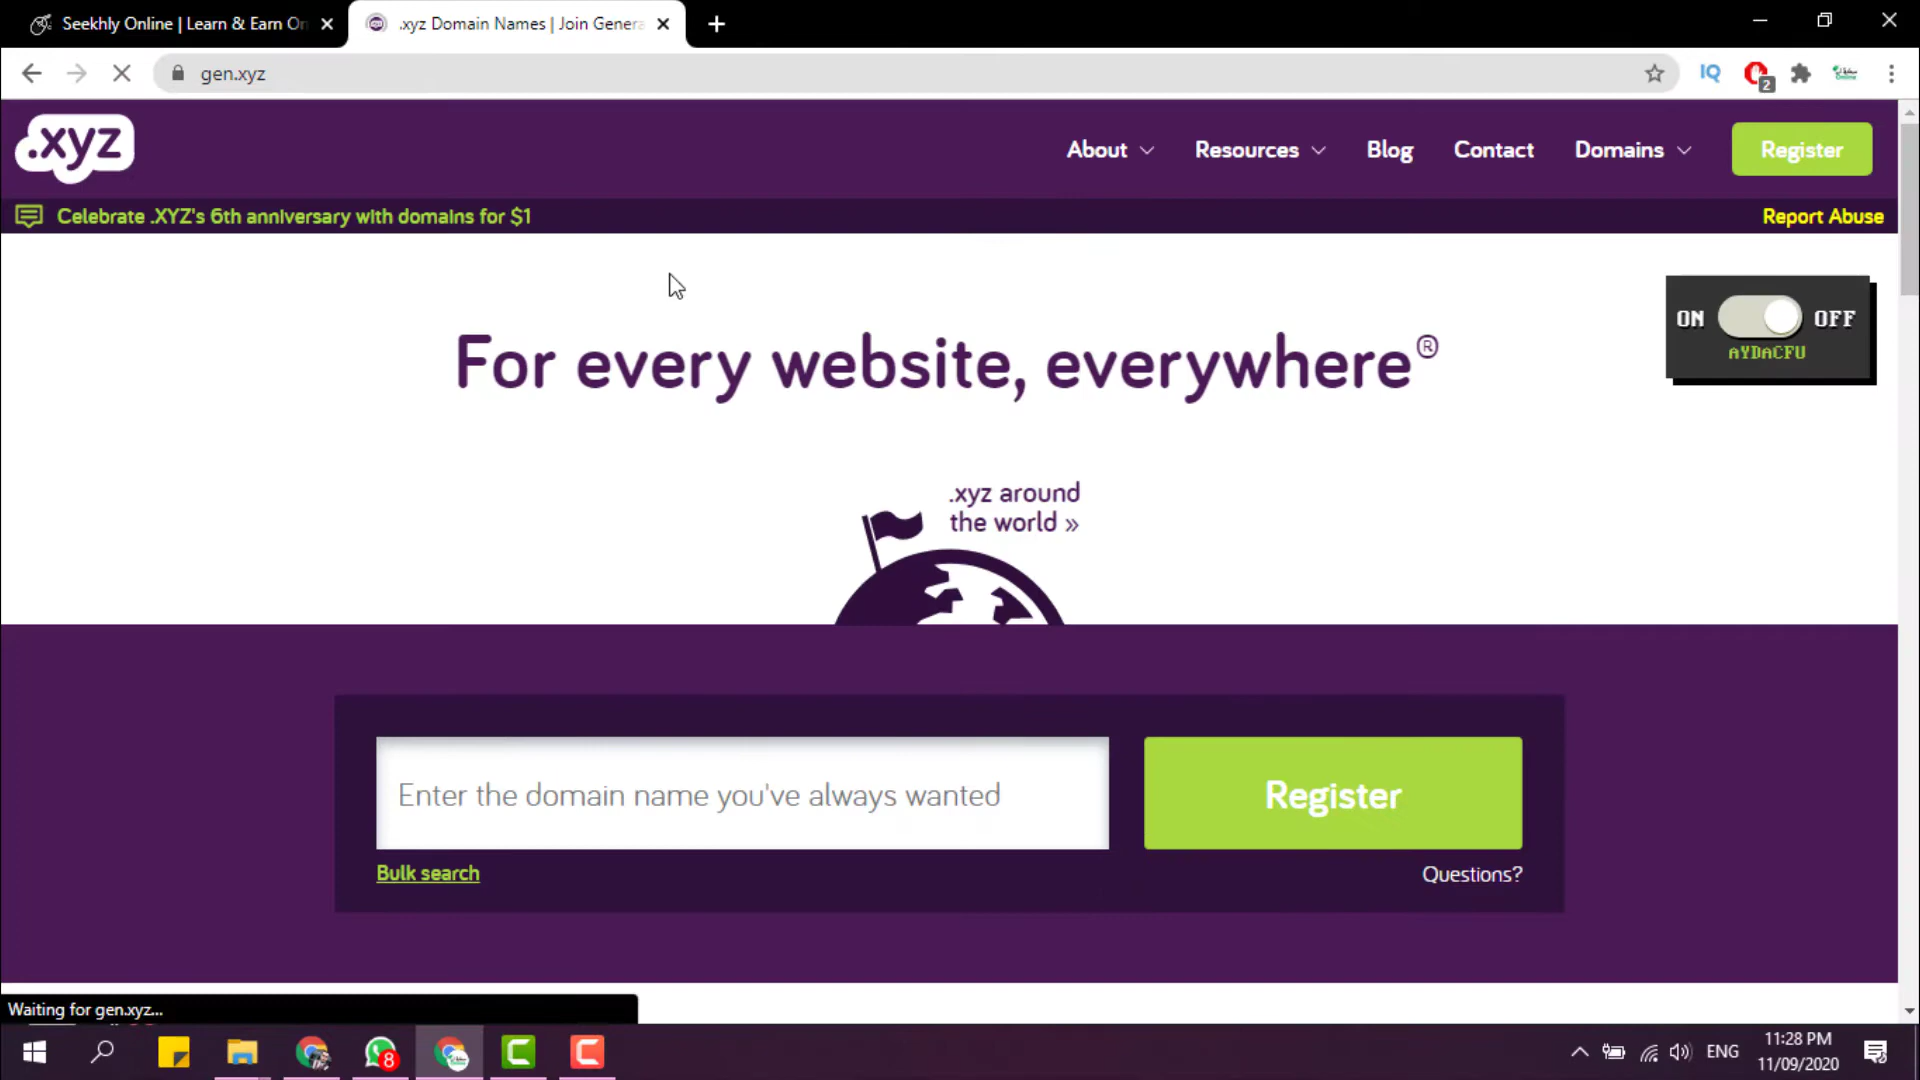 Seekhly Online | Learn & Earn On
.xyz Domain Names | Join Genera
gen.xyz
IQ
2
.xyz
About
Resources
Blog
Contact
Domains
Register
Celebrate .XYZ's 6th anniversary with domains for $1
Report Abuse
For every website, everywhere®
ON
OFF
AYDACFU
.xyz around
the world »
Enter the domain name you've always wanted
Register
Bulk search
Questions?
Waiting for gen.xyz...
8
ENG
11:28 PM
11/09/2020